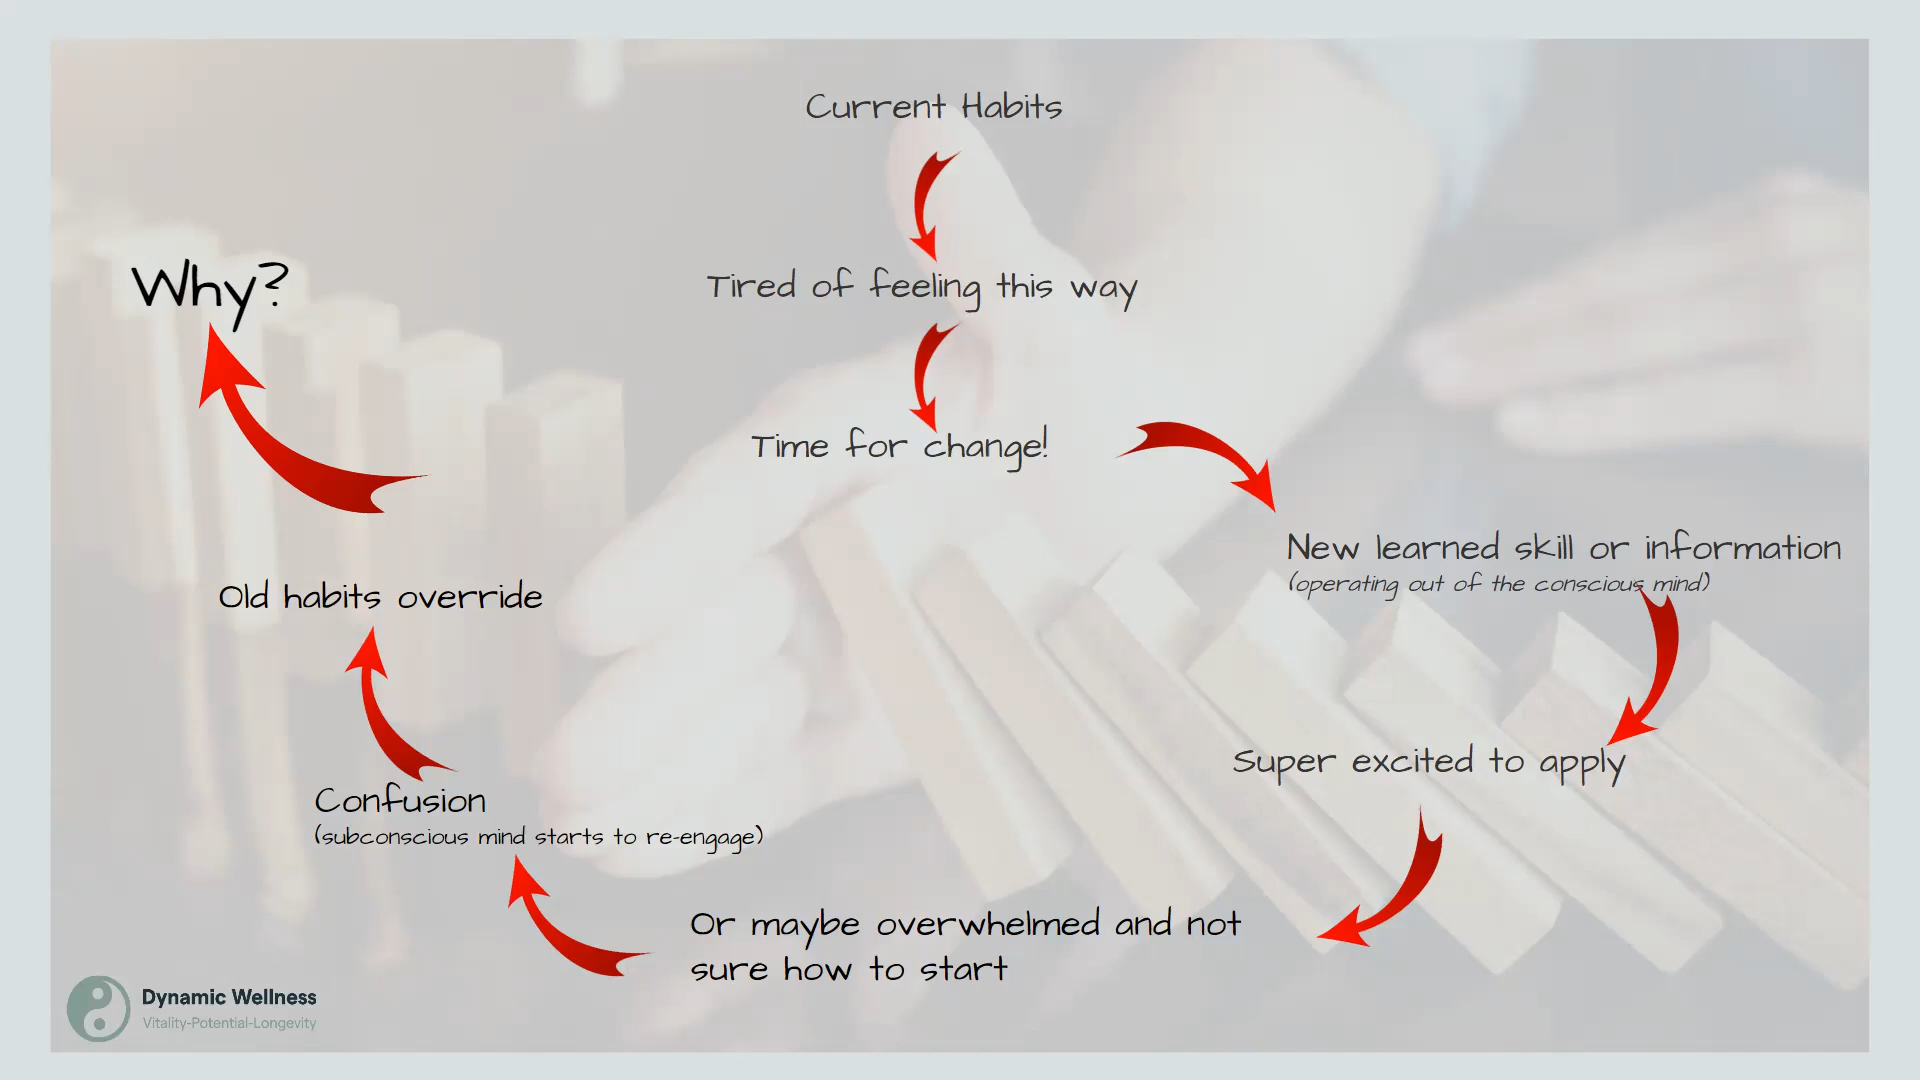 Current Habits
Tired of feeling this way
Time for change!
New learned skill or information
(operating out of the conscious mind)
Super excited to apply
Or maybe overwhelmed and not
sure how to start
Confusion
(subconscious mind starts to re-engage)
Old habits override
Why?
Dynamic Wellness
Vitality-Potential-Longevity